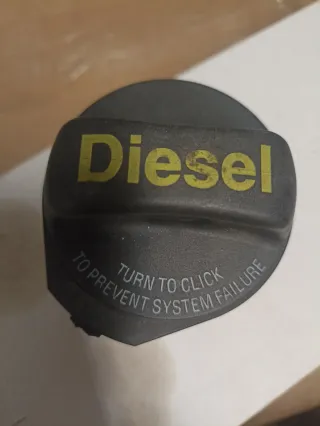 Diesel
TURN TO CLICK
TO PREVENT SYSTEM FAILURE